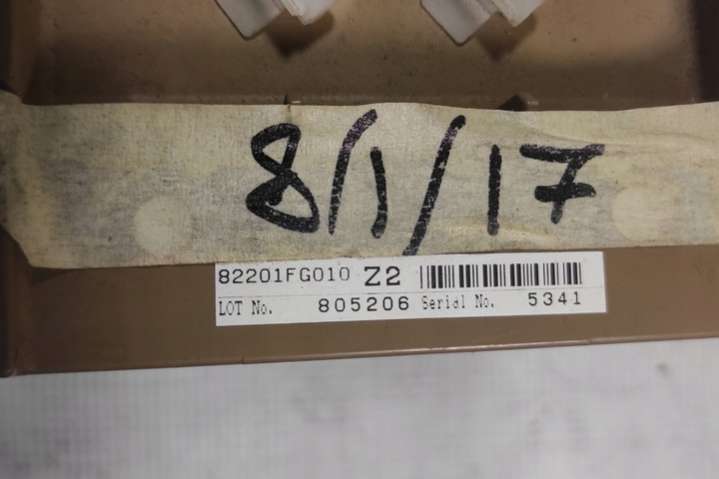 8/1/17
82201FG010 Z2
LOT No. 805206 Serial No. 5341